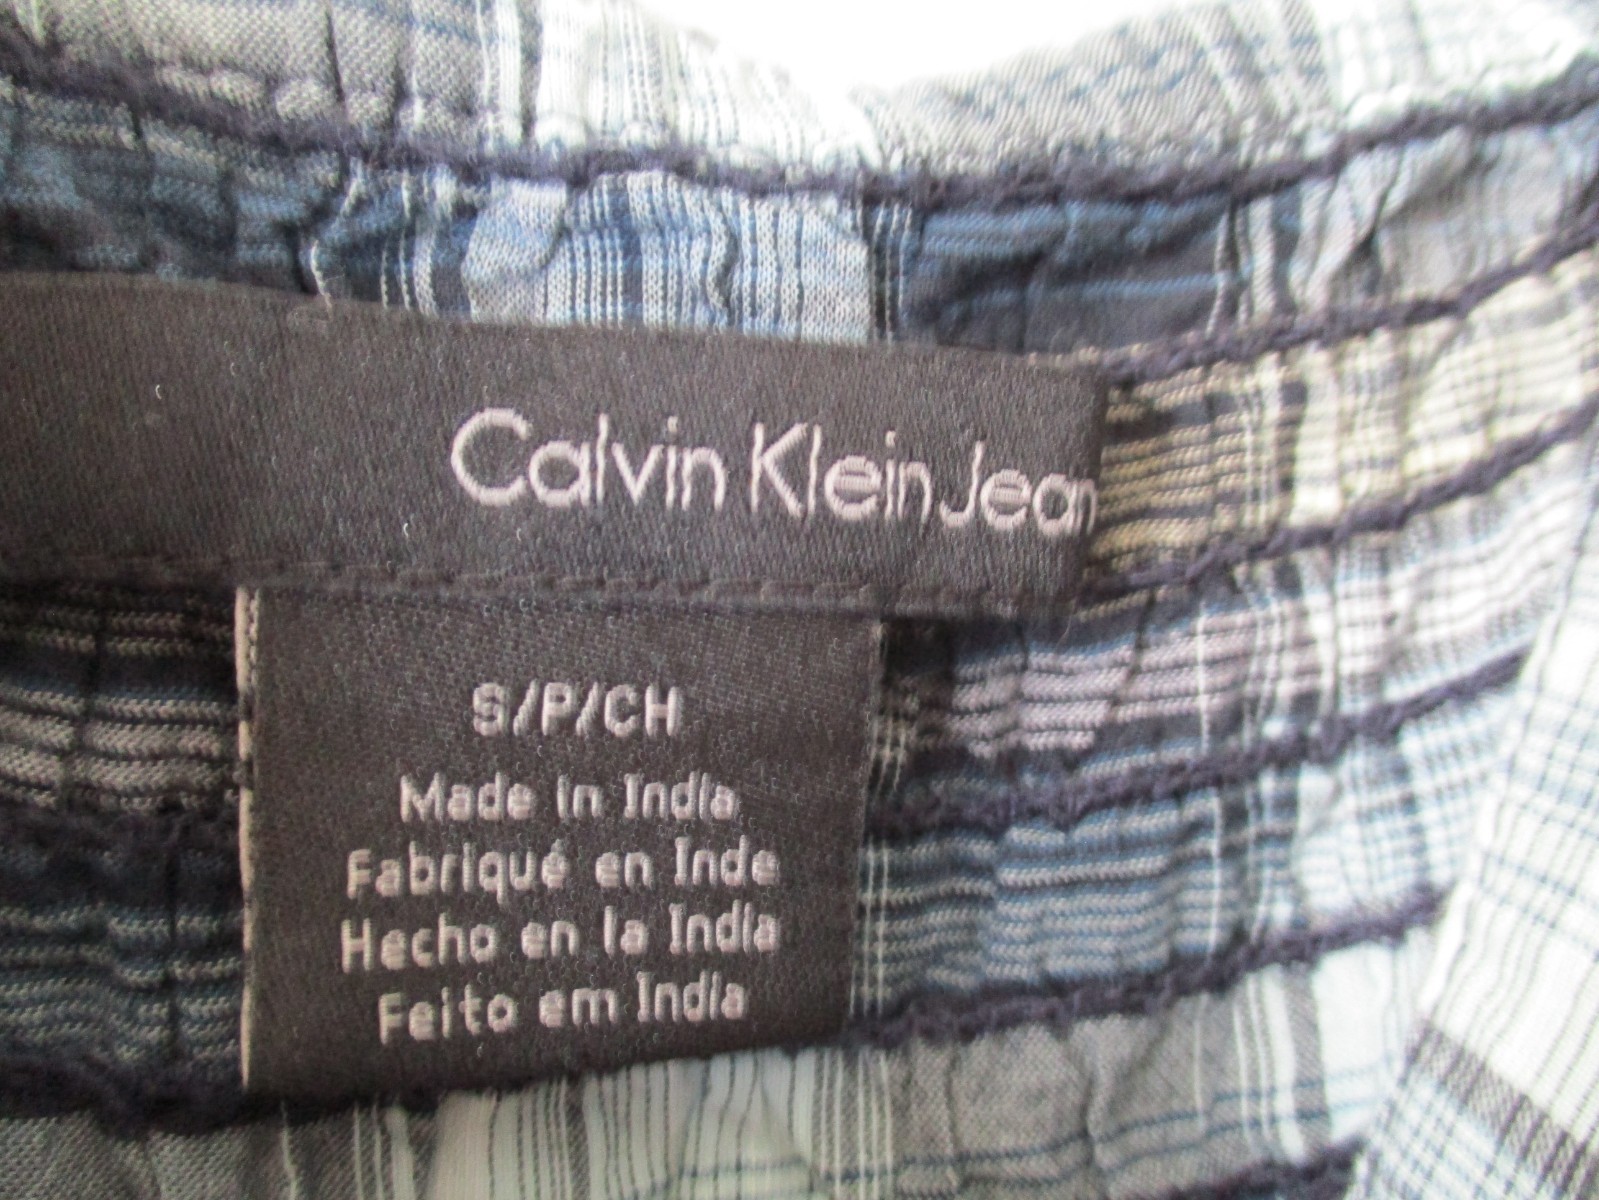 Calvin Klein Jean
S/P/CH
Made in India
Fabriqué en Inde
Hecho en la India
Feito em India